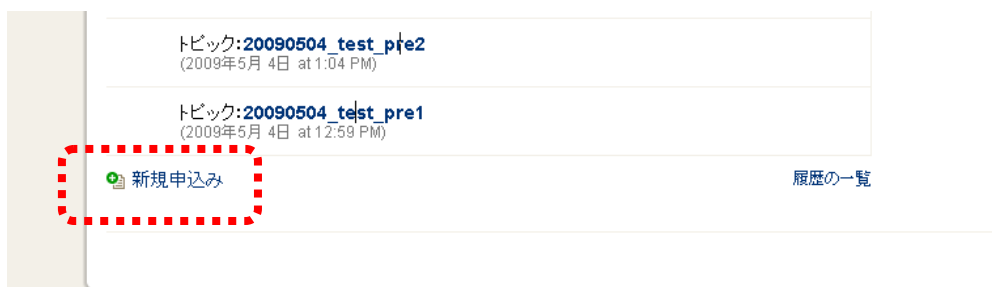 トピック:20090504_test_pre2
(2009年5月 4日 at 1:04 PM)
トピック:20090504_test_pre1
(2009年5月 4日 at 12:59 PM)
新規申込み 履歴の一覧